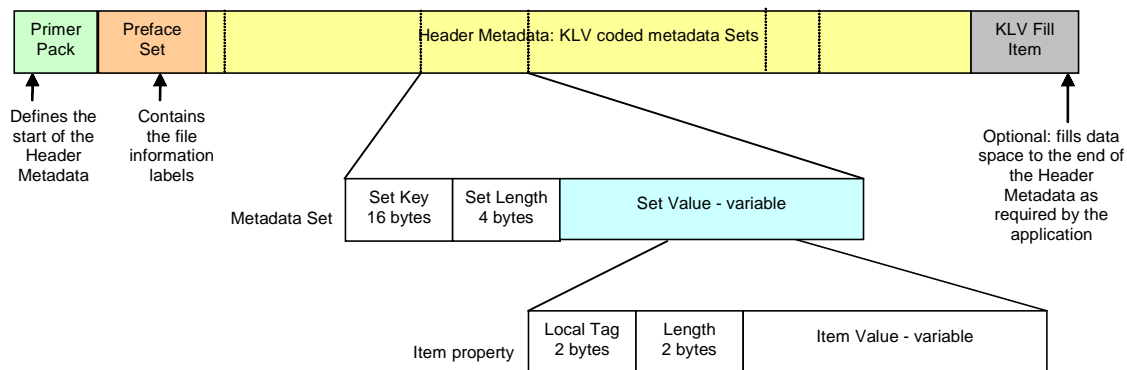 Primer
Pack
Preface
Set
Header Metadata: KLV coded metadata Sets
KLV Fill
Item
Defines the
start of the
Header
Metadata
Contains
the file
information
labels
Optional: fills data
space to the end of
the Header
Metadata as
required by the
application
Metadata Set
Set Key
16 bytes
Set Length
4 bytes
Set Value - variable
Item property
Local Tag
2 bytes
Length
2 bytes
Item Value - variable